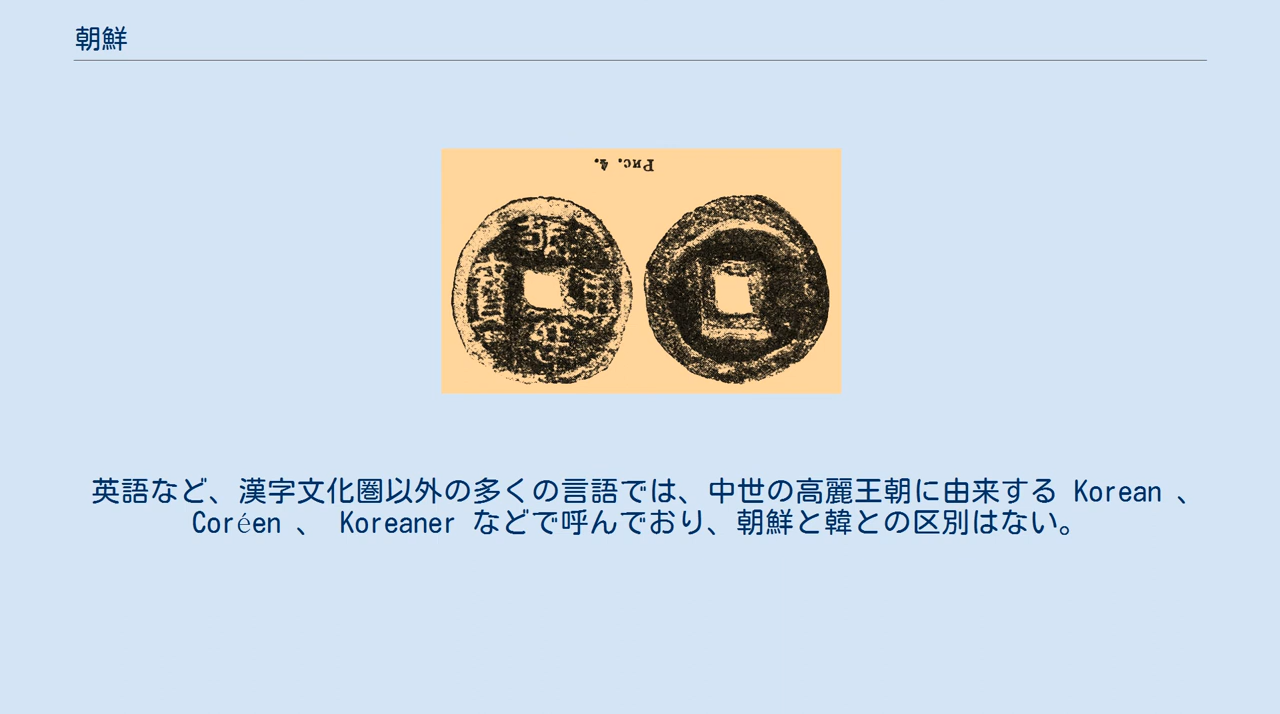 朝鮮
Рис. 4.
英語など、漢字文化圏以外の多くの言語では、中世の高麗王朝に由来する Korean 、
Coréen 、 Koreaner などで呼んでおり、朝鮮と韓との区別はない。